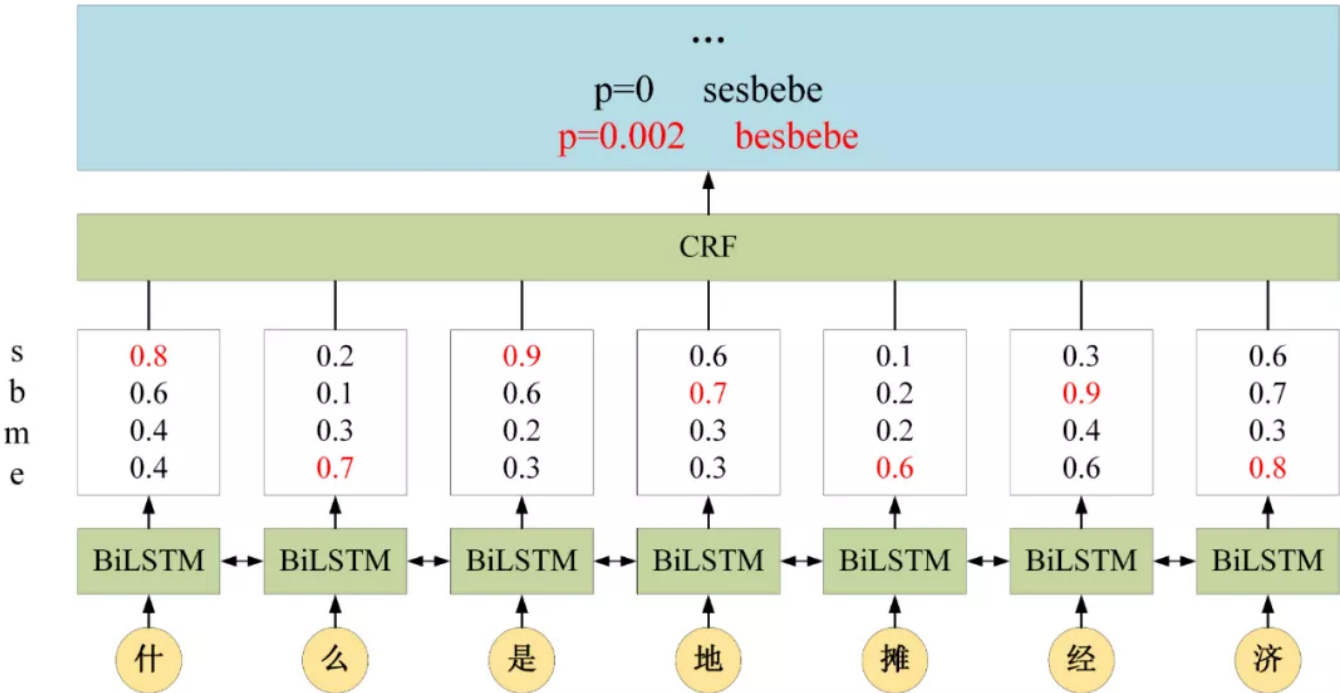 ...
p=0 sesbebe
p=0.002 besbebe
CRF
s 0.8 0.2 0.9 0.6 0.1 0.3 0.6
b 0.6 0.1 0.6 0.7 0.2 0.9 0.7
m 0.4 0.3 0.2 0.3 0.2 0.4 0.3
e 0.4 0.7 0.3 0.3 0.6 0.6 0.8
BiLSTM BiLSTM BiLSTM BiLSTM BiLSTM BiLSTM BiLSTM
什 么 是 地 摊 经 济